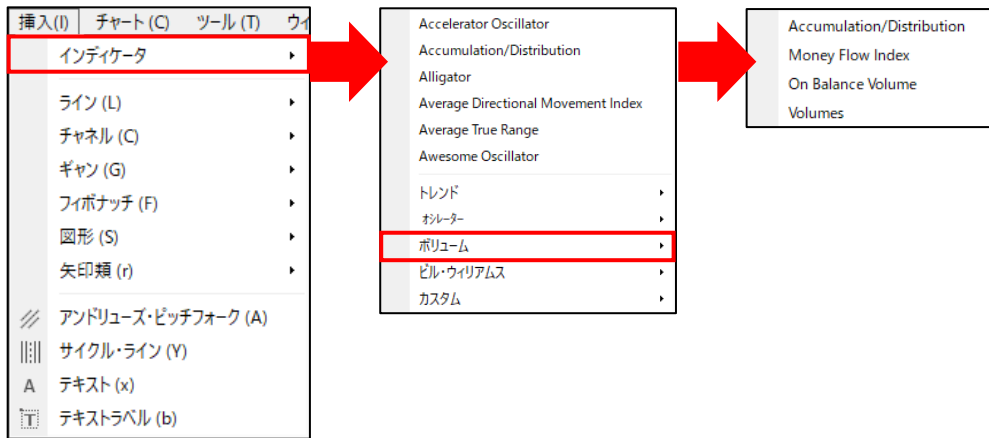 挿入(I) チャート(C) ツール(T) ウィ
インディケータ
ライン(L)
チャネル(C)
ギャン(G)
フィボナッチ(F)
図形(S)
矢印類(r)
アンドリューズ・ピッチフォーク(A)
サイクル・ライン(Y)
A テキスト(x)
T テキストラベル(b)
Accelerator Oscillator
Accumulation/Distribution
Alligator
Average Directional Movement Index
Average True Range
Awesome Oscillator
トレンド
オシレーター
ボリューム
ビル・ウィリアムス
カスタム
Accumulation/Distribution
Money Flow Index
On Balance Volume
Volumes